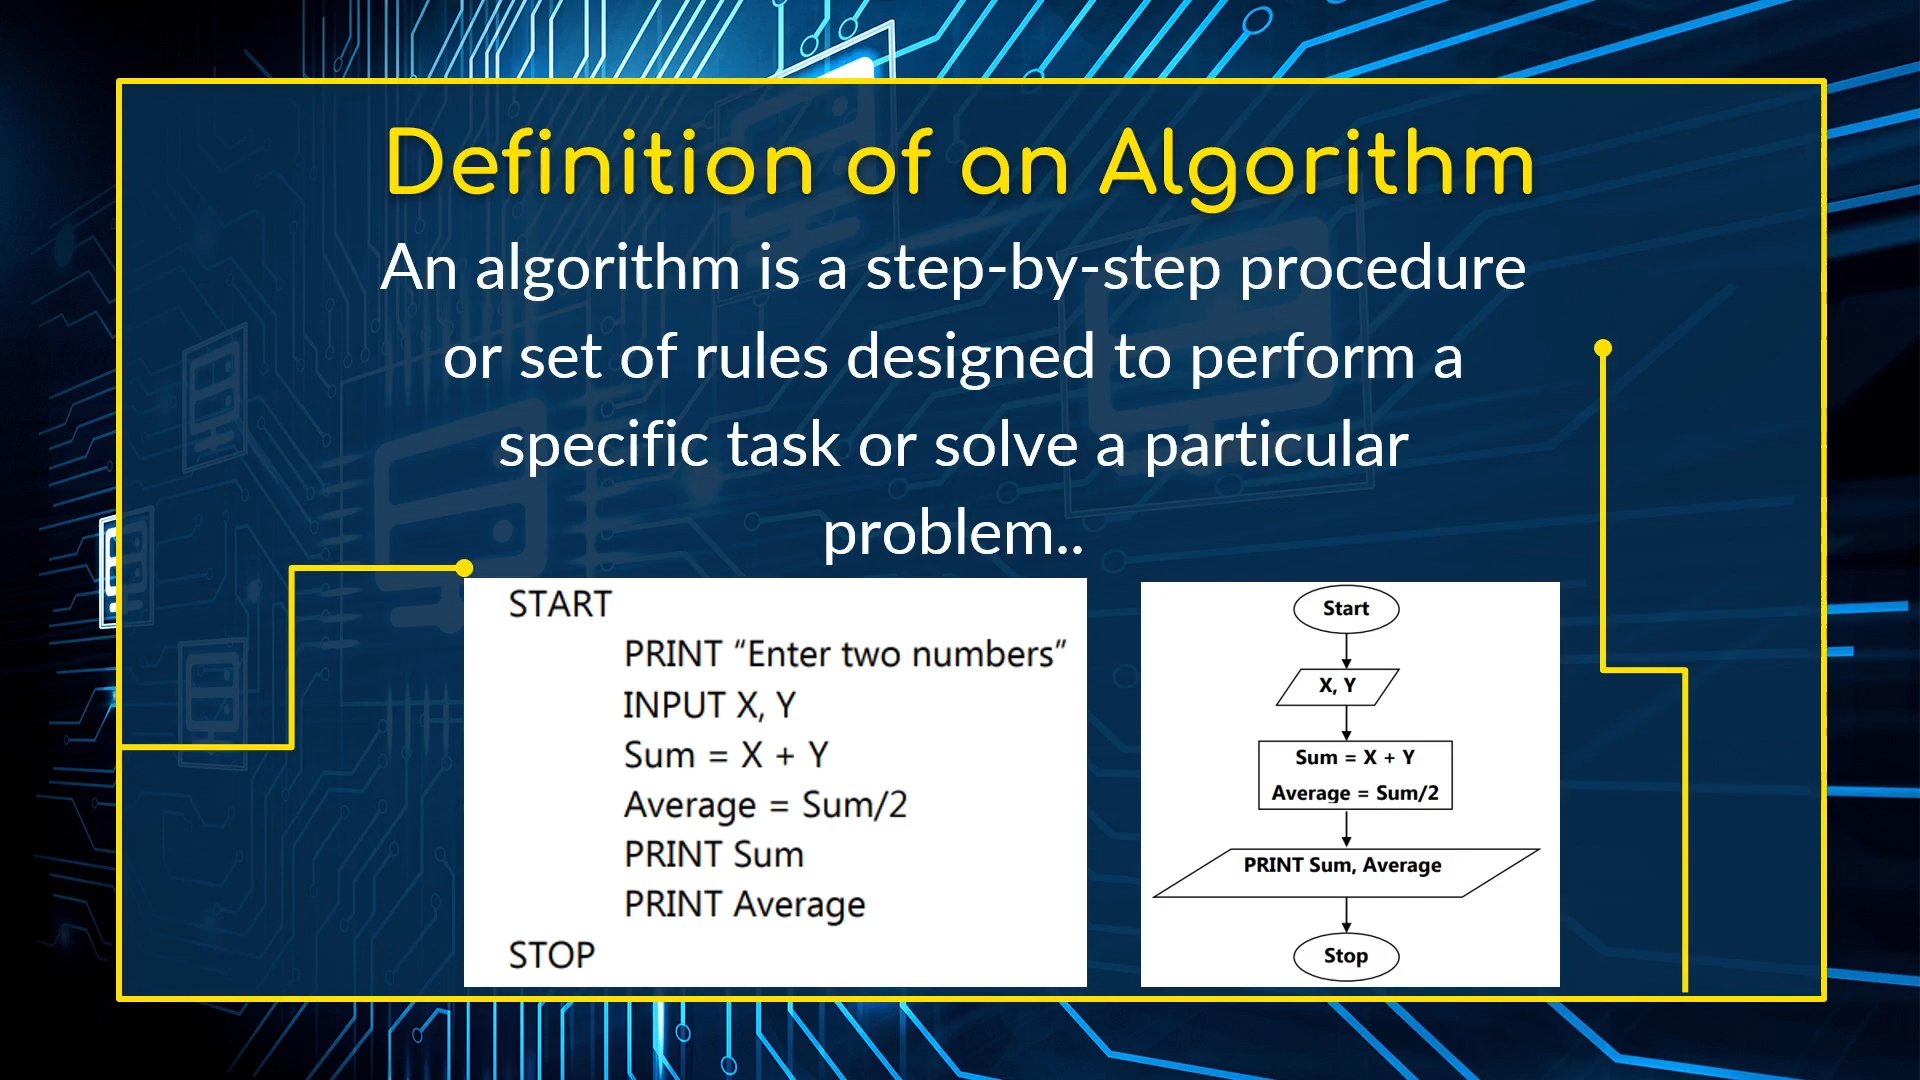 Definition of an Algorithm
An algorithm is a step-by-step procedure
or set of rules designed to perform a
specific task or solve a particular
problem..
START
PRINT “Enter two numbers”
INPUT X, Y
Sum = X + Y
Average = Sum/2
PRINT Sum
PRINT Average
STOP
Start
X, Y
Sum = X + Y
Average = Sum/2
PRINT Sum, Average
Stop